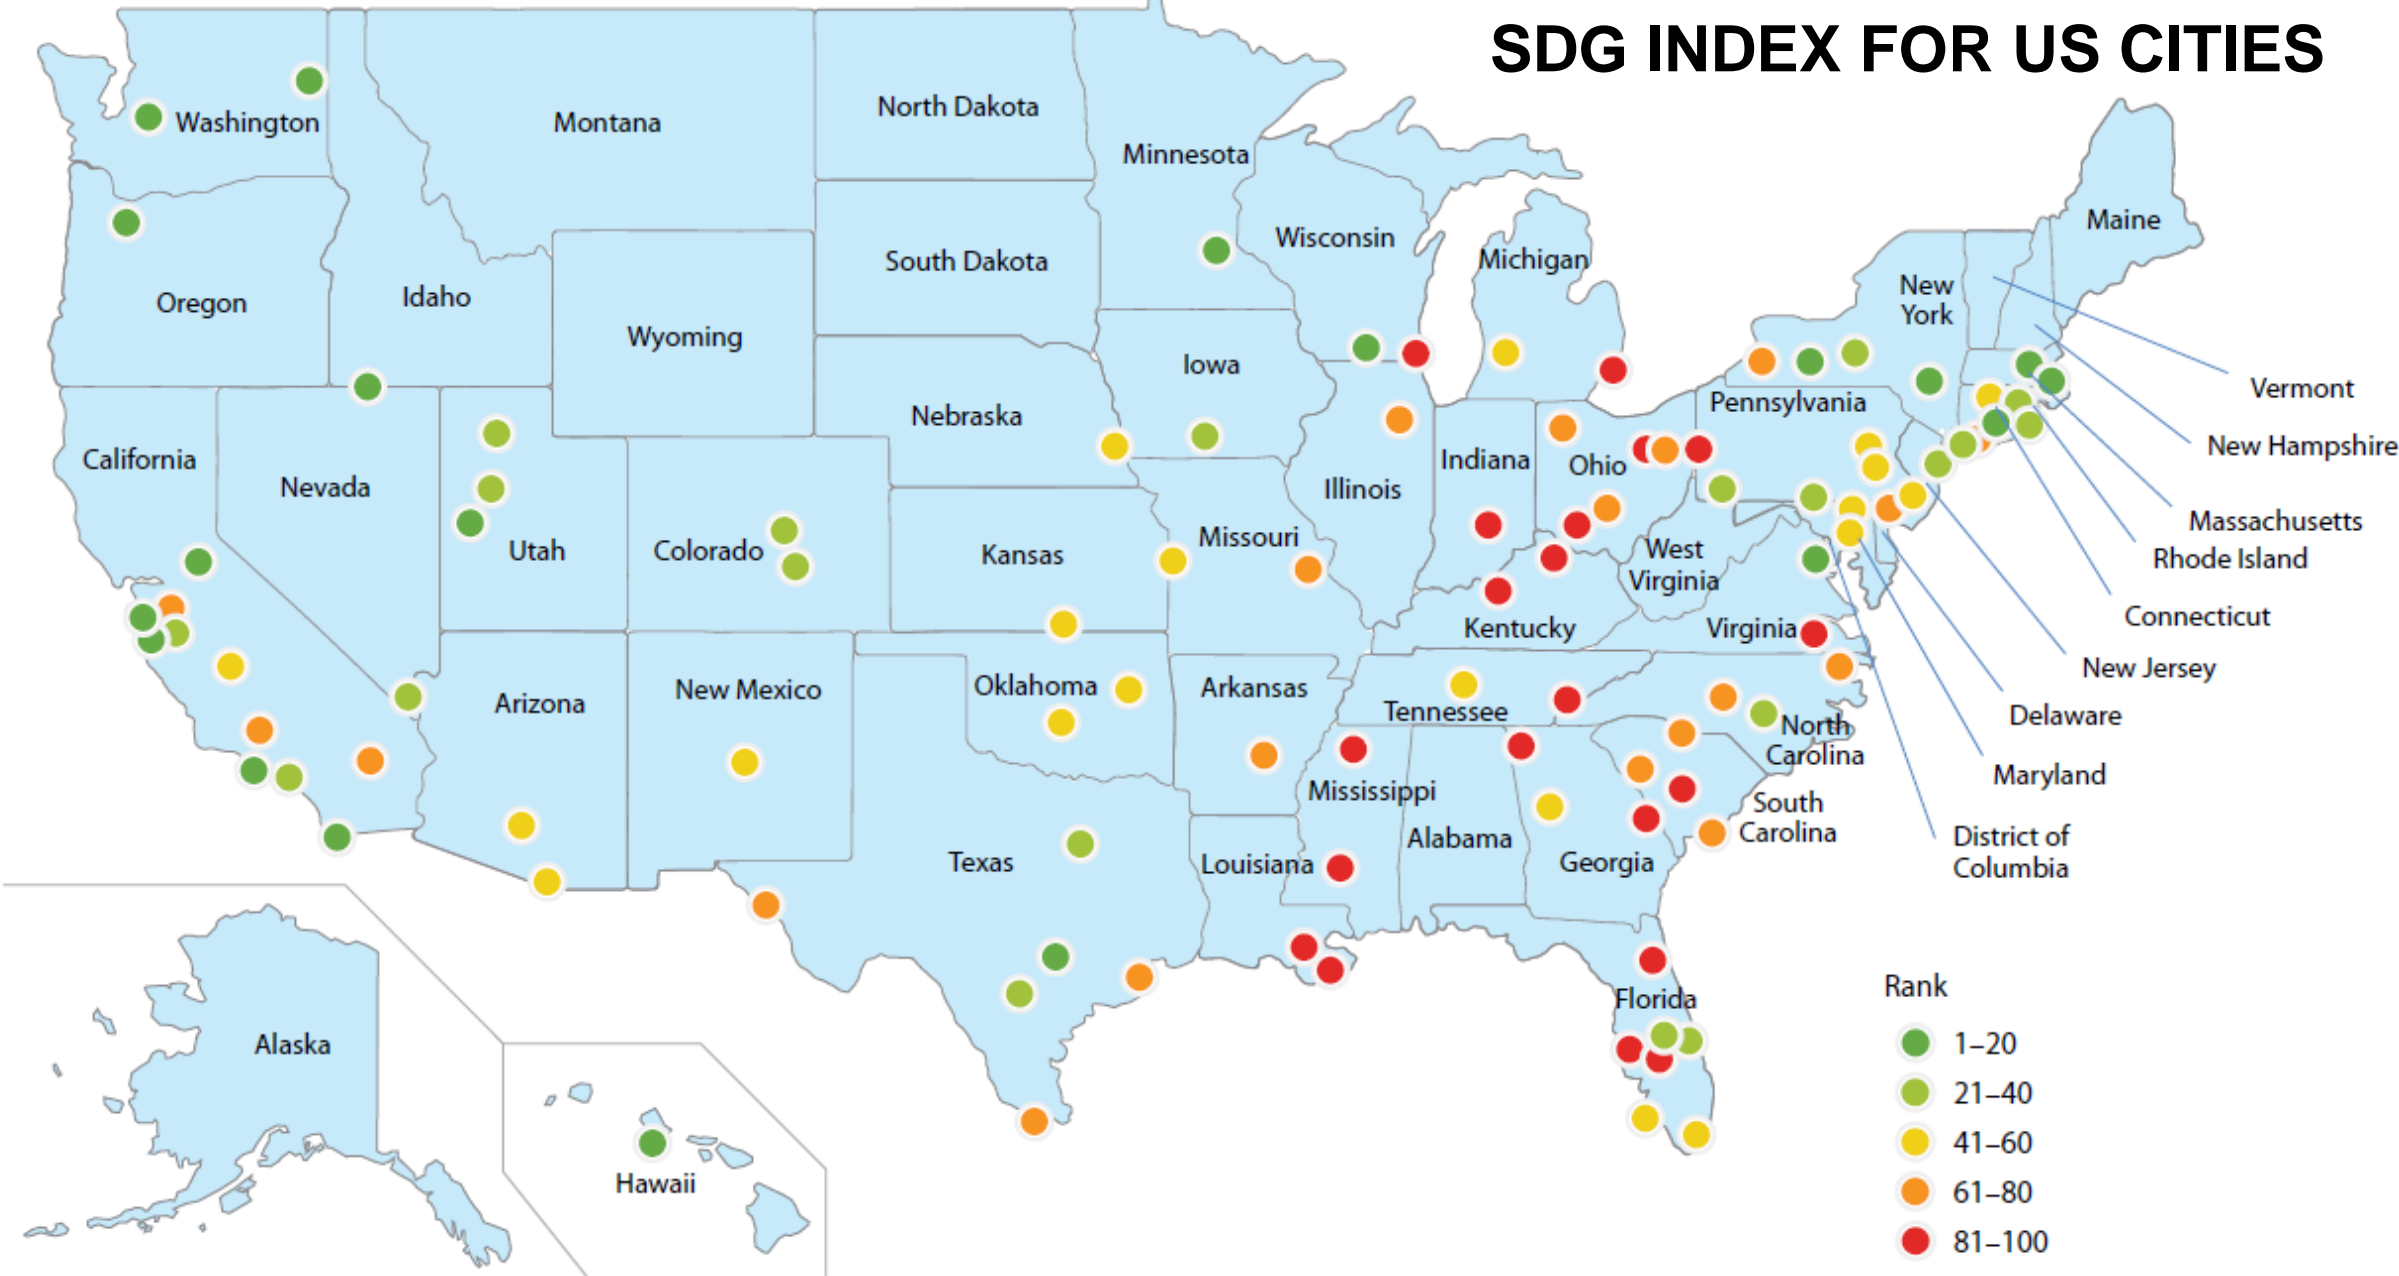 SDG INDEX FOR US CITIES
Washington
Montana
North Dakota
Minnesota
Oregon
Idaho
Wyoming
South Dakota
Wisconsin
Michigan
New
York
Maine
Vermont
New Hampshire
Massachusetts
Rhode Island
Connecticut
New Jersey
Delaware
Maryland
District of
Columbia
California
Nevada
Utah
Colorado
Nebraska
Iowa
Kansas
Missouri
Illinois
Indiana
Ohio
Pennsylvania
West
Virginia
Virginia
Kentucky
Arizona
New Mexico
Oklahoma
Arkansas
Tennessee
North
Carolina
South
Carolina
Mississippi
Alabama
Georgia
Texas
Louisiana
Florida
Alaska
Hawaii
Rank
1–20
21–40
41–60
61–80
81–100